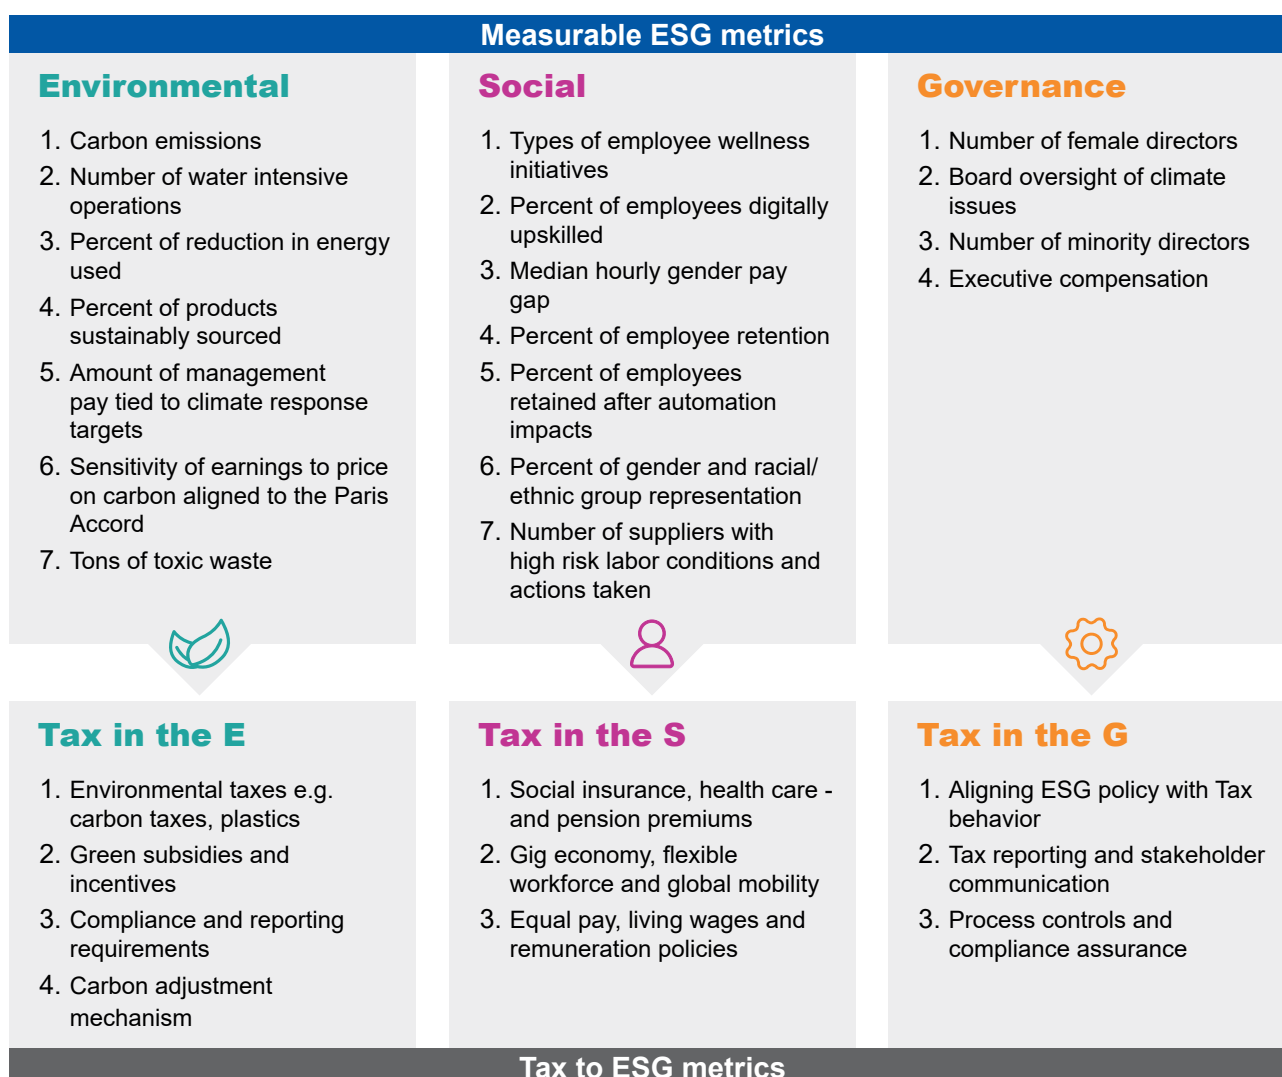 Measurable ESG metrics
Environmental
1. Carbon emissions
2. Number of water intensive
operations
3. Percent of reduction in energy
used
4. Percent of products
sustainably sourced
5. Amount of management
pay tied to climate response
targets
6. Sensitivity of earnings to price
on carbon aligned to the Paris
Accord
7. Tons of toxic waste
Social
1. Types of employee wellness
initiatives
2. Percent of employees digitally
upskilled
3. Median hourly gender pay
gap
4. Percent of employee retention
5. Percent of employees
retained after automation
impacts
6. Percent of gender and racial/
ethnic group representation
7. Number of suppliers with
high risk labor conditions and
actions taken
Governance
1. Number of female directors
2. Board oversight of climate
issues
3. Number of minority directors
4. Executive compensation
Tax in the E
1. Environmental taxes e.g.
carbon taxes, plastics
2. Green subsidies and
incentives
3. Compliance and reporting
requirements
4. Carbon adjustment
mechanism
Tax in the S
1. Social insurance, health care -
and pension premiums
2. Gig economy, flexible
workforce and global mobility
3. Equal pay, living wages and
remuneration policies
Tax in the G
1. Aligning ESG policy with Tax
behavior
2. Tax reporting and stakeholder
communication
3. Process controls and
compliance assurance
Tax to ESG metrics